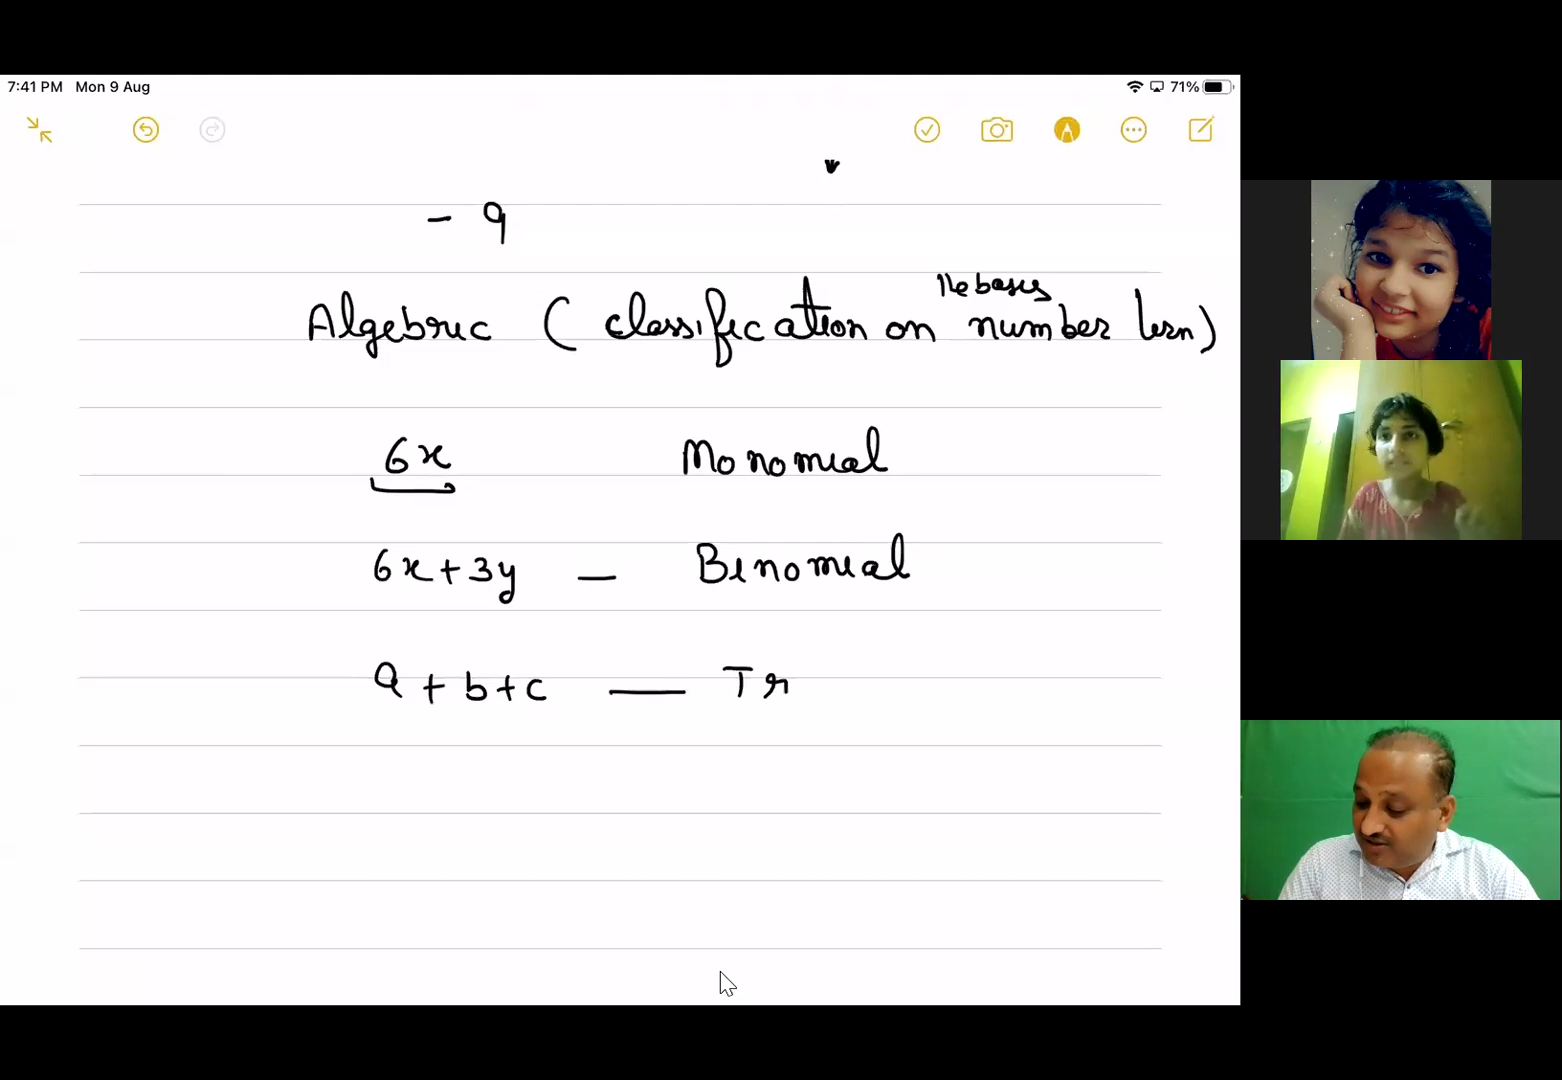 7:41 PM Mon 9 Aug 71%
- 9
Algebric ( classification on the bases number term)
6x Monomial
6x+3y — Binomial
a + b + c — Tr